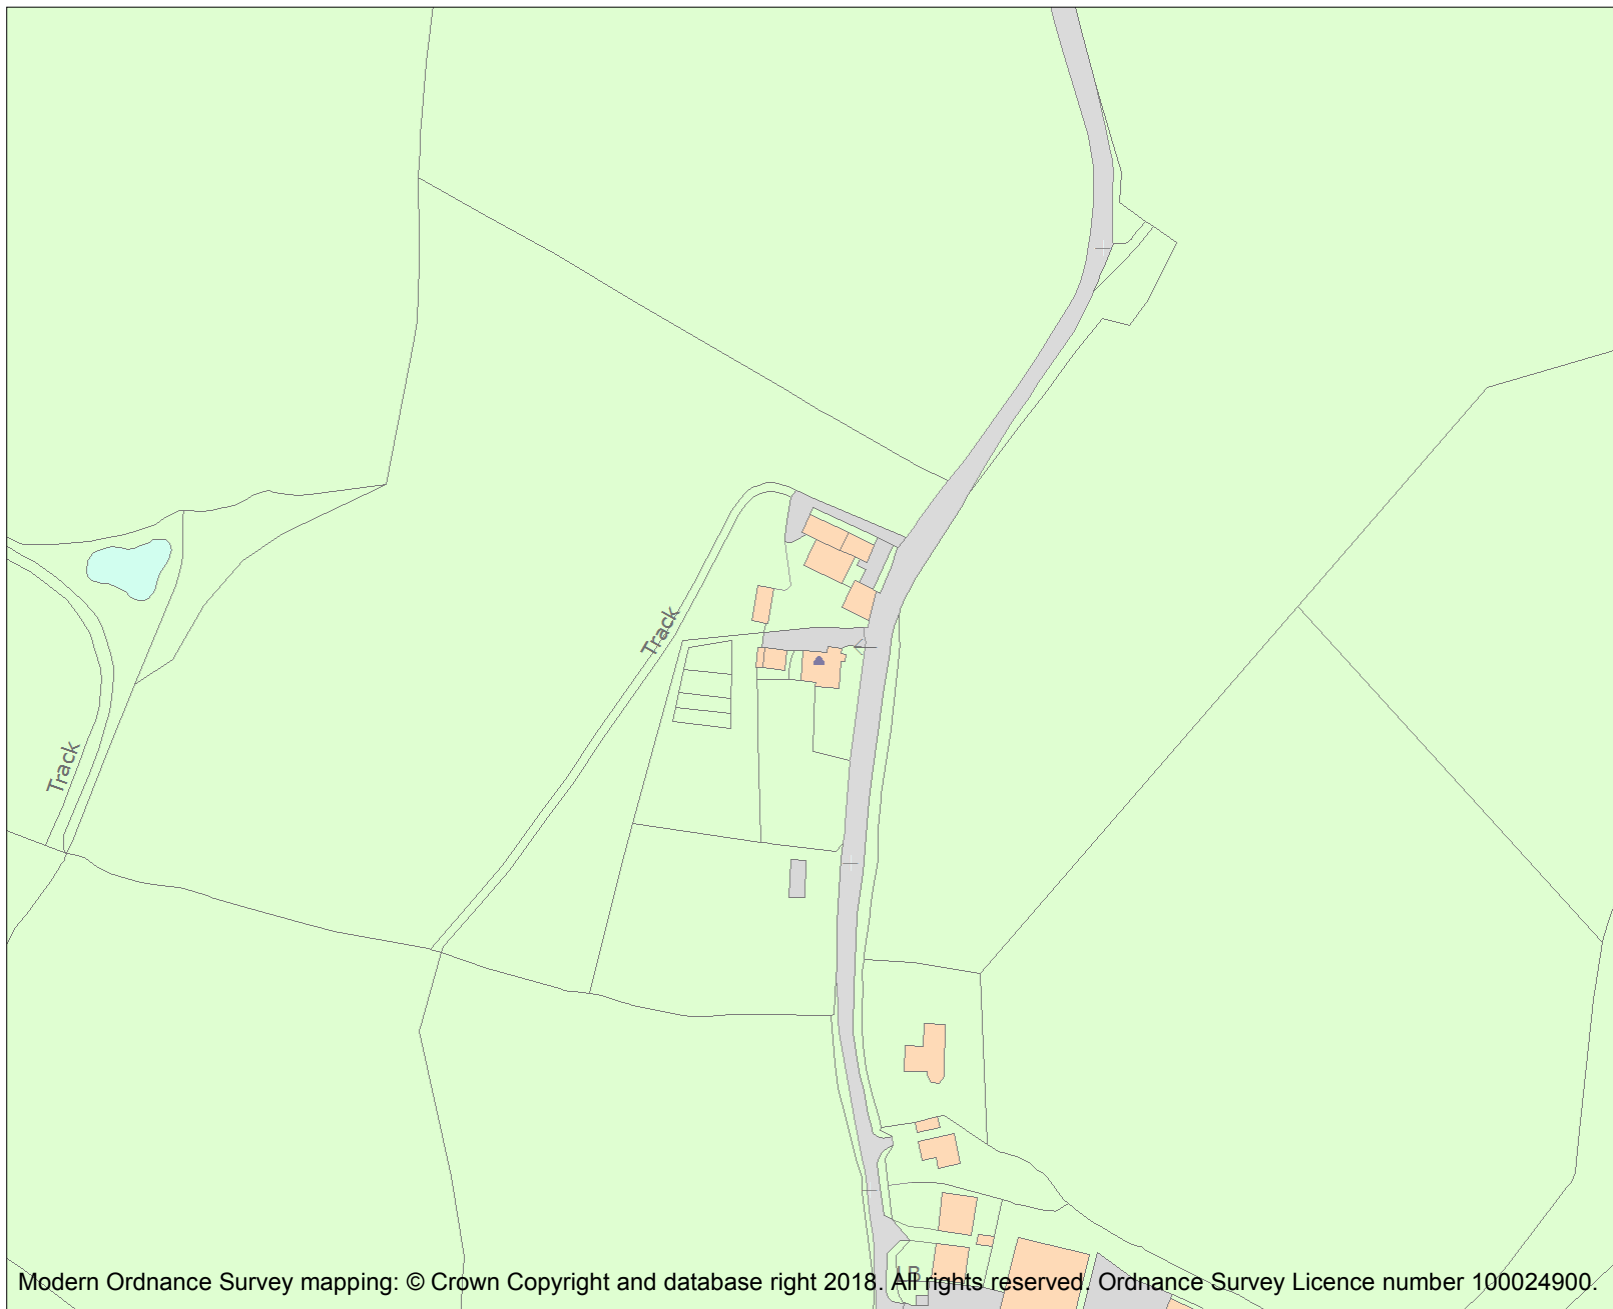 Track
Track
LB
Modern Ordnance Survey mapping: © Crown Copyright and database right 2018. All rights reserved. Ordnance Survey Licence number 100024900.